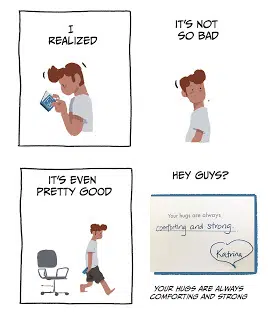 I
REALIZED
IT'S NOT
SO BAD
IT'S EVEN
PRETTY GOOD
HEY GUYS?
Your hugs are always
comforting and strong.
Katrina
YOUR HUGS ARE ALWAYS
COMFORTING AND STRONG